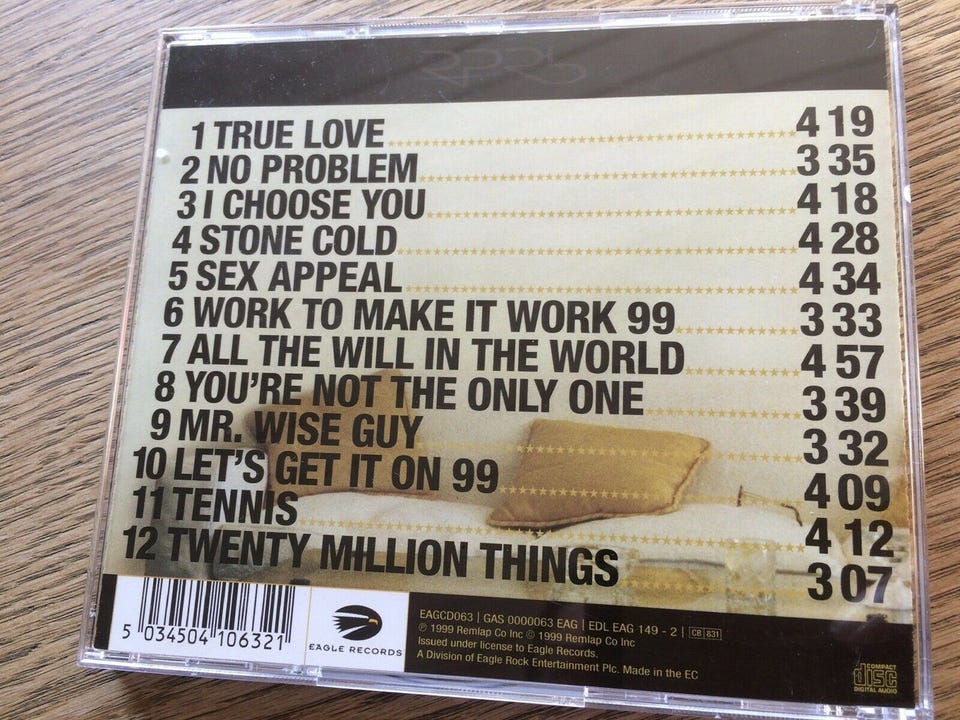 RPRb
1 TRUE LOVE 4 19
2 NO PROBLEM 3 35
3 I CHOOSE YOU 4 18
4 STONE COLD 4 28
5 SEX APPEAL 4 34
6 WORK TO MAKE IT WORK 99 3 33
7 ALL THE WILL IN THE WORLD 4 57
8 YOU'RE NOT THE ONLY ONE 3 39
9 MR. WISE GUY 3 32
10 LET'S GET IT ON 99 4 09
11 TENNIS 4 12
12 TWENTY MILLION THINGS 3 07
5 034504 106321
EAGLE RECORDS
EAGCD063 | GAS 0000063 EAG | EDL EAG 149 - 2 | CB 831
℗ 1999 Remlap Co Inc © 1999 Remlap Co Inc
Issued under license to Eagle Records.
A Division of Eagle Rock Entertainment Plc. Made in the EC
COMPACT
disc
DIGITAL AUDIO